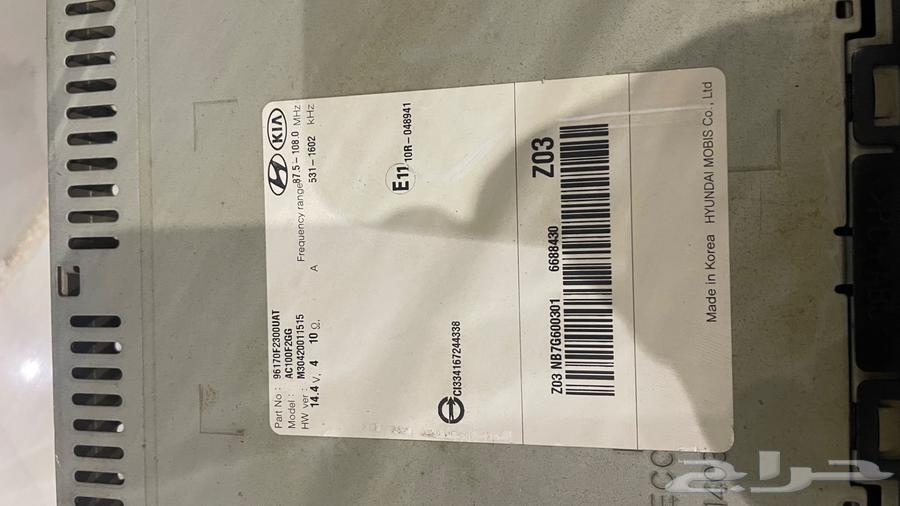 KIA
Part No : 96170F2300UAT
Model : AC100F2GG
HW ver : M30420011515
Frequency range 87.5 - 108.0 MHz
14.4 V, 4 10 Ω, A 531 - 1602 kHz
E11 10R - 048941
CI334167244338
Z03 NB7G600301 6688430 Z03
Made in Korea HYUNDAI MOBIS Co., Ltd
حراج